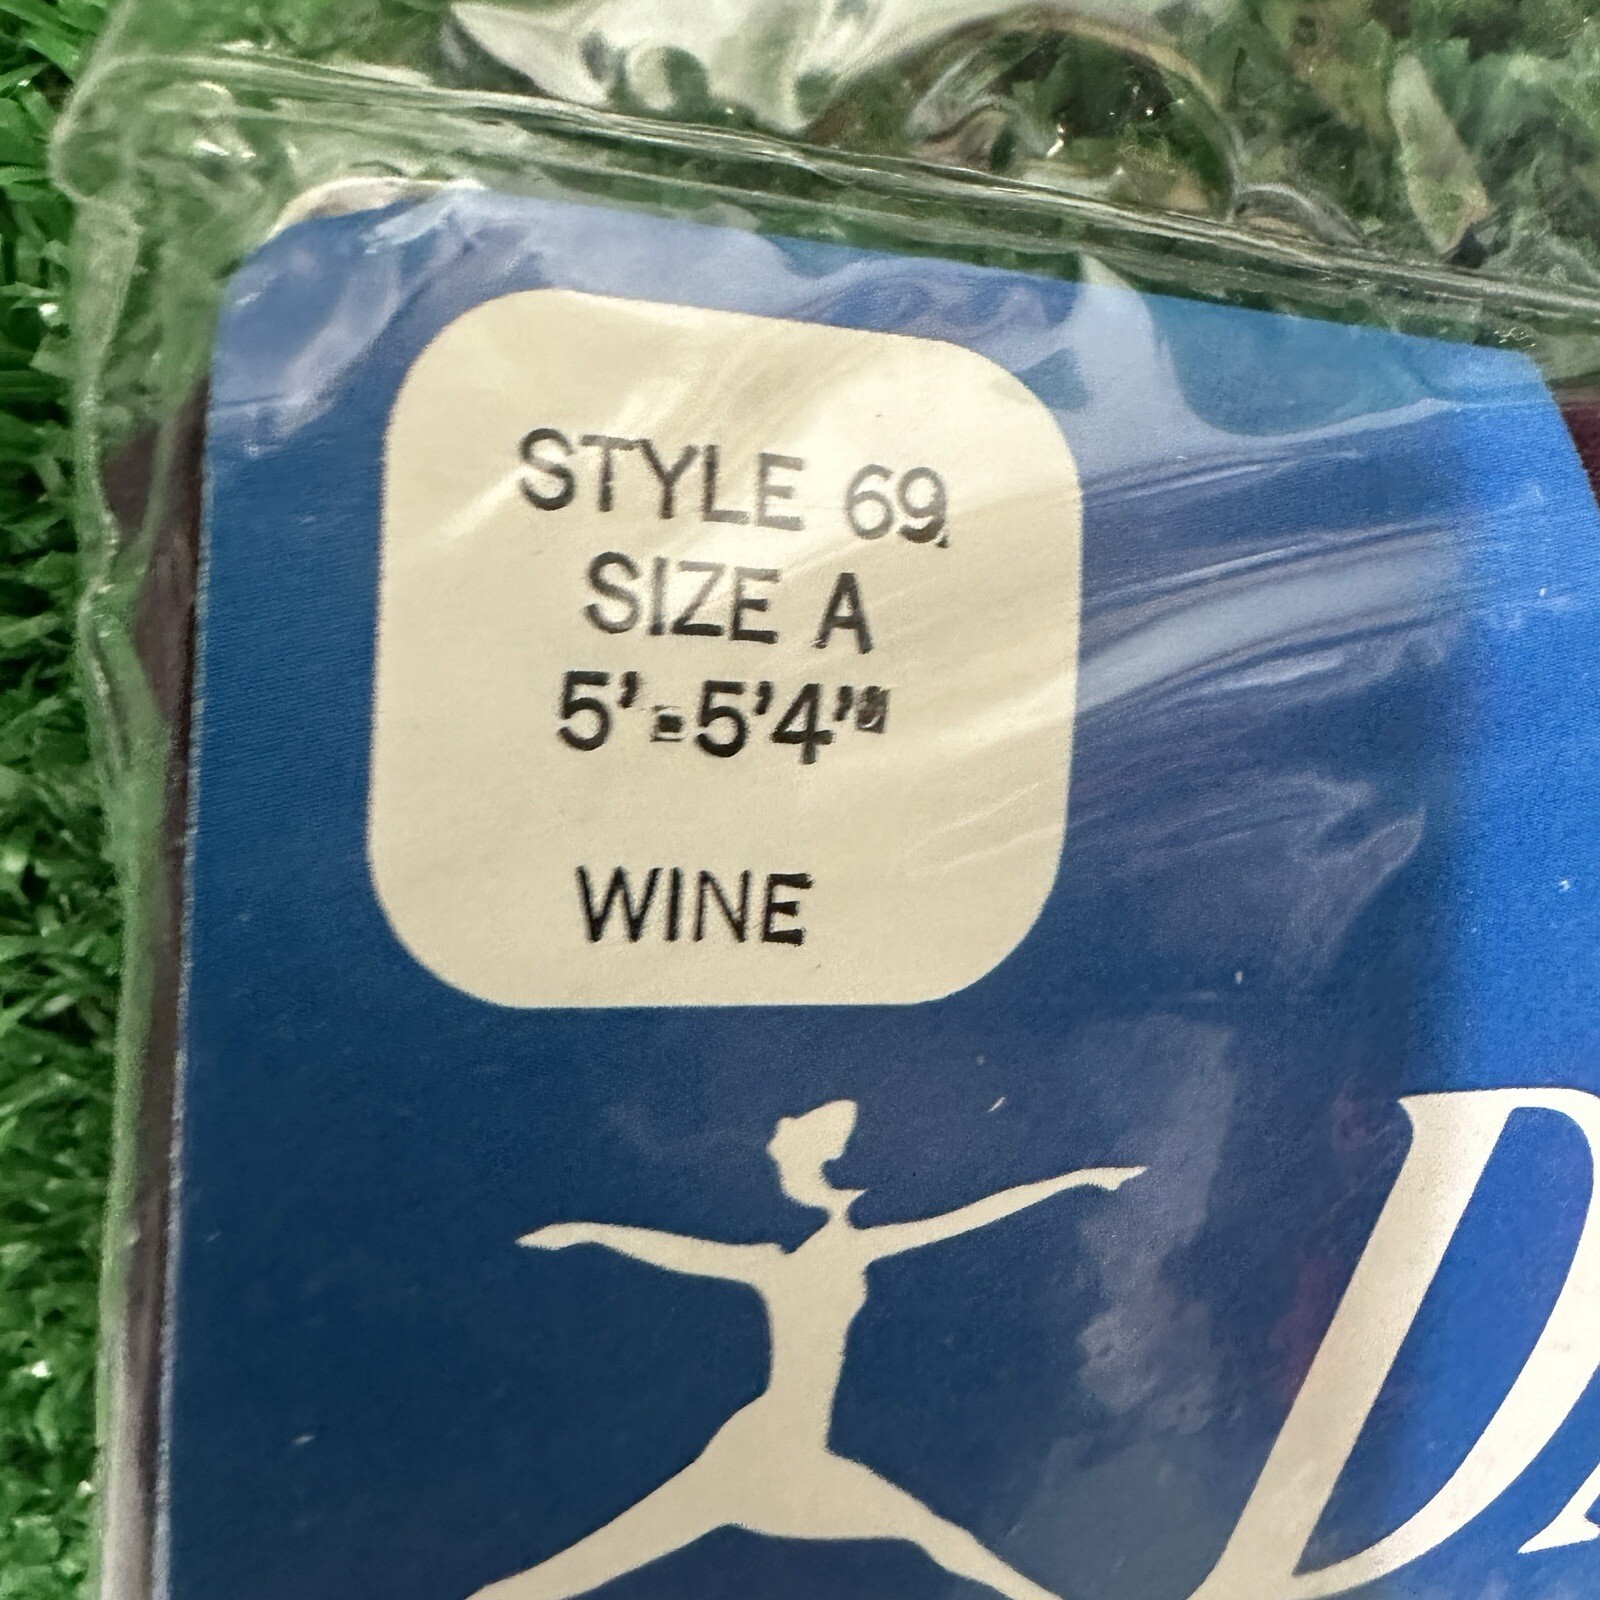 STYLE 69
SIZE A
5'-5'4"
WINE